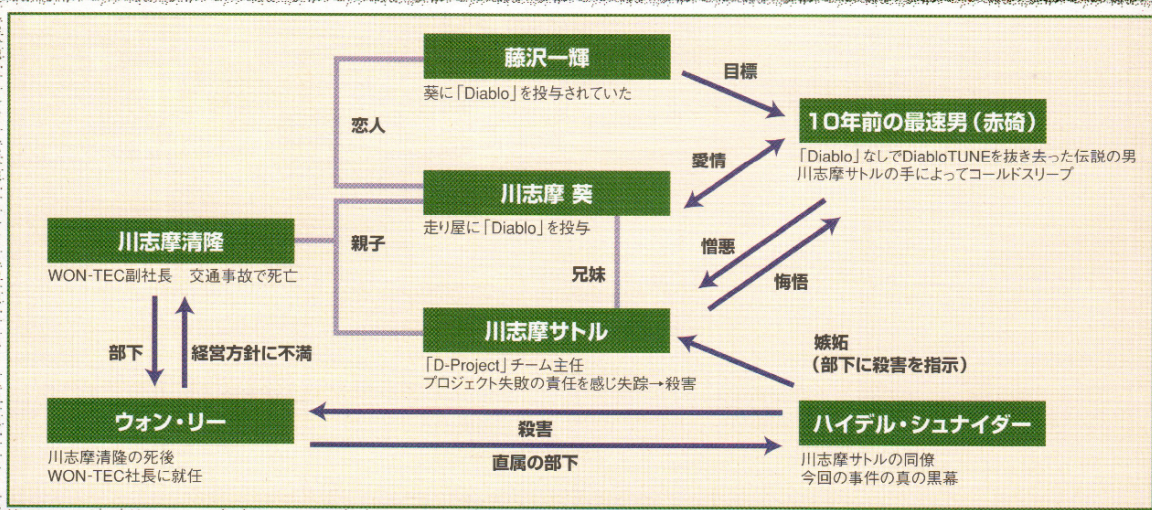 藤沢一輝
葵に「Diablo」を投与されていた
目標
10年前の最速男（赤碕）
「Diablo」なしでDiabloTUNEを抜き去った伝説の男
川志摩サトルの手によってコールドスリープ
恋人
愛情
川志摩 葵
走り屋に「Diablo」を投与
川志摩清隆
WON-TEC副社長　交通事故で死亡
親子
兄妹
憎悪
悔悟
川志摩サトル
「D-Project」チーム主任
プロジェクト失敗の責任を感じ失踪→殺害
部下
経営方針に不満
嫉妬
（部下に殺害を指示）
ウォン・リー
川志摩清隆の死後
WON-TEC社長に就任
殺害
直属の部下
ハイデル・シュナイダー
川志摩サトルの同僚
今回の事件の真の黒幕